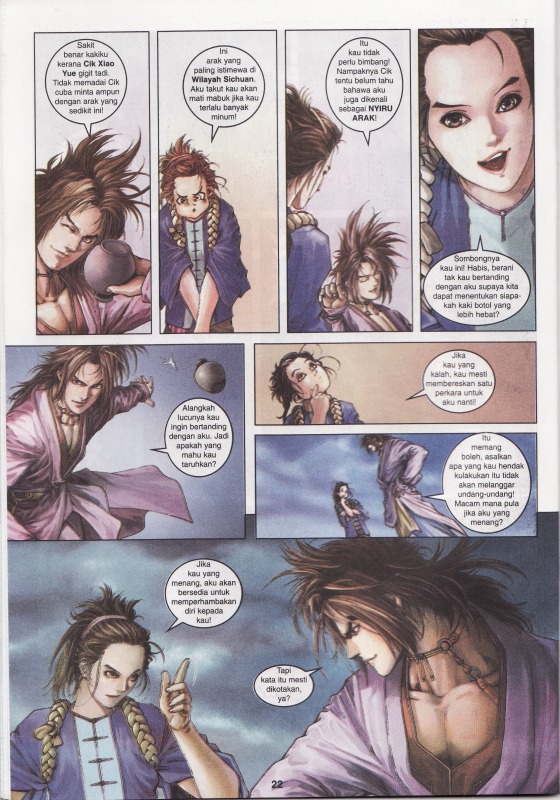 Sakit
benar kakiku
kerana Cik Xiao
Yue gigit tadi.
Tidak memadai Cik
cuba minta ampun
dengan arak yang
sedikit ini!
Ini
arak yang
paling istimewa di
Wilayah Sichuan.
Aku takut kau akan
mati mabuk jika kau
terlalu banyak
minum!
Itu
kau tidak
perlu bimbang!
Nampaknya Cik
tentu belum tahu
bahawa aku
juga dikenali
sebagai NYIRU
ARAK!
Sombongnya
kau ini! Habis, berani
tak kau bertanding
dengan aku supaya kita
dapat menentukan siapa-
kah kaki botol yang
lebih hebat?
Alangkah
lucunya kau
ingin bertanding
dengan aku. Jadi
apakah yang
mahu kau
taruhkan?
Jika
kau yang
kalah, kau mesti
membereskan satu
perkara untuk
aku nanti!
Itu
memang
boleh, asalkan
apa yang kau hendak
kulakukan itu tidak
akan melanggar
undang-undang!
Macam mana pula
jika aku yang
menang?
Jika
kau yang
menang, aku akan
bersedia untuk
memperhambakan
diri kepada
kau!
Tapi
kata itu mesti
dikotakan,
ya?
22